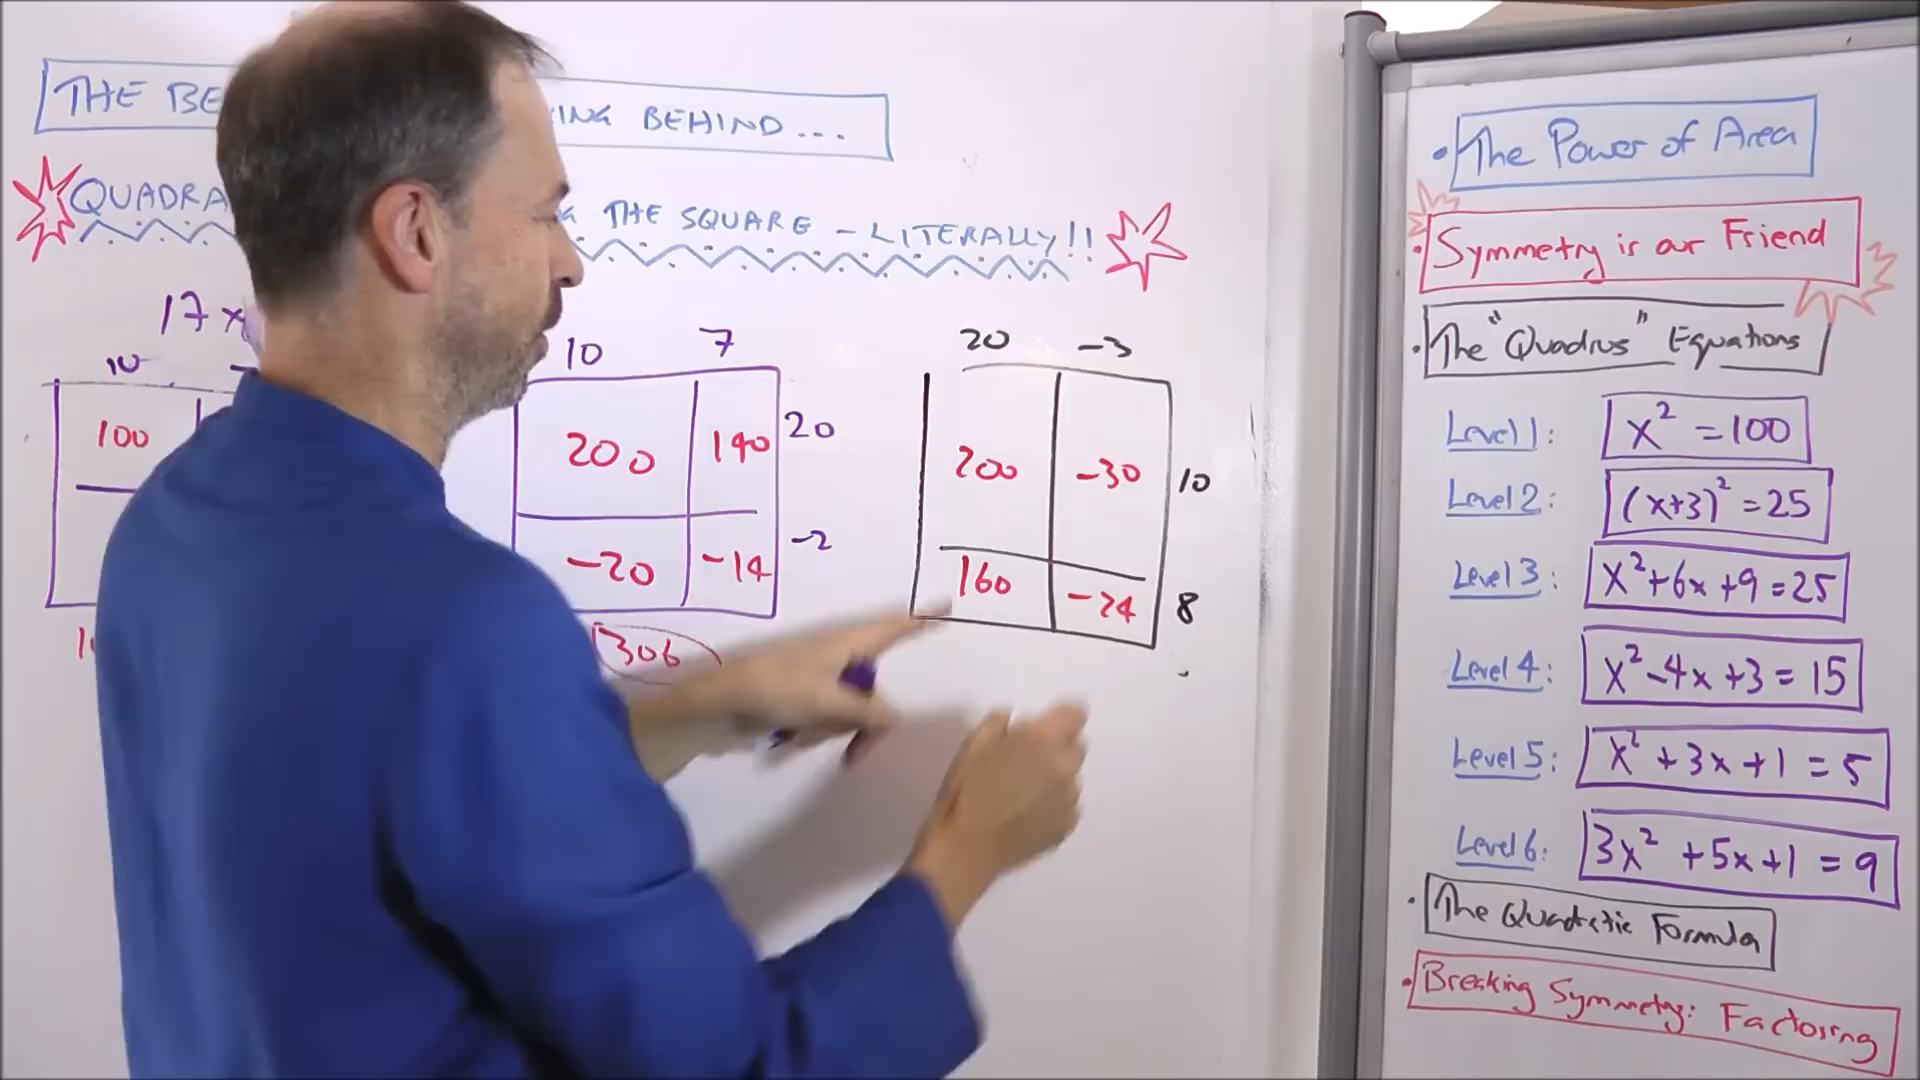 THE BE
ING BEHIND...
QUADRA
THE SQUARE - LITERALLY!!
17 x
10
100
10 7
200 140 20
-20 -14 -2
306
20 -3
200 -30 10
160 -24 8
• The Power of Area
• Symmetry is our Friend
• The "Quadrus" Equations
Level 1: x² = 100
Level 2: (x+3)² = 25
Level 3: x²+6x+9=25
Level 4: x²-4x+3=15
Level 5: x²+3x+1=5
Level 6: 3x²+5x+1=9
• The Quadratic Formula
• Breaking Symmetry: Factoring